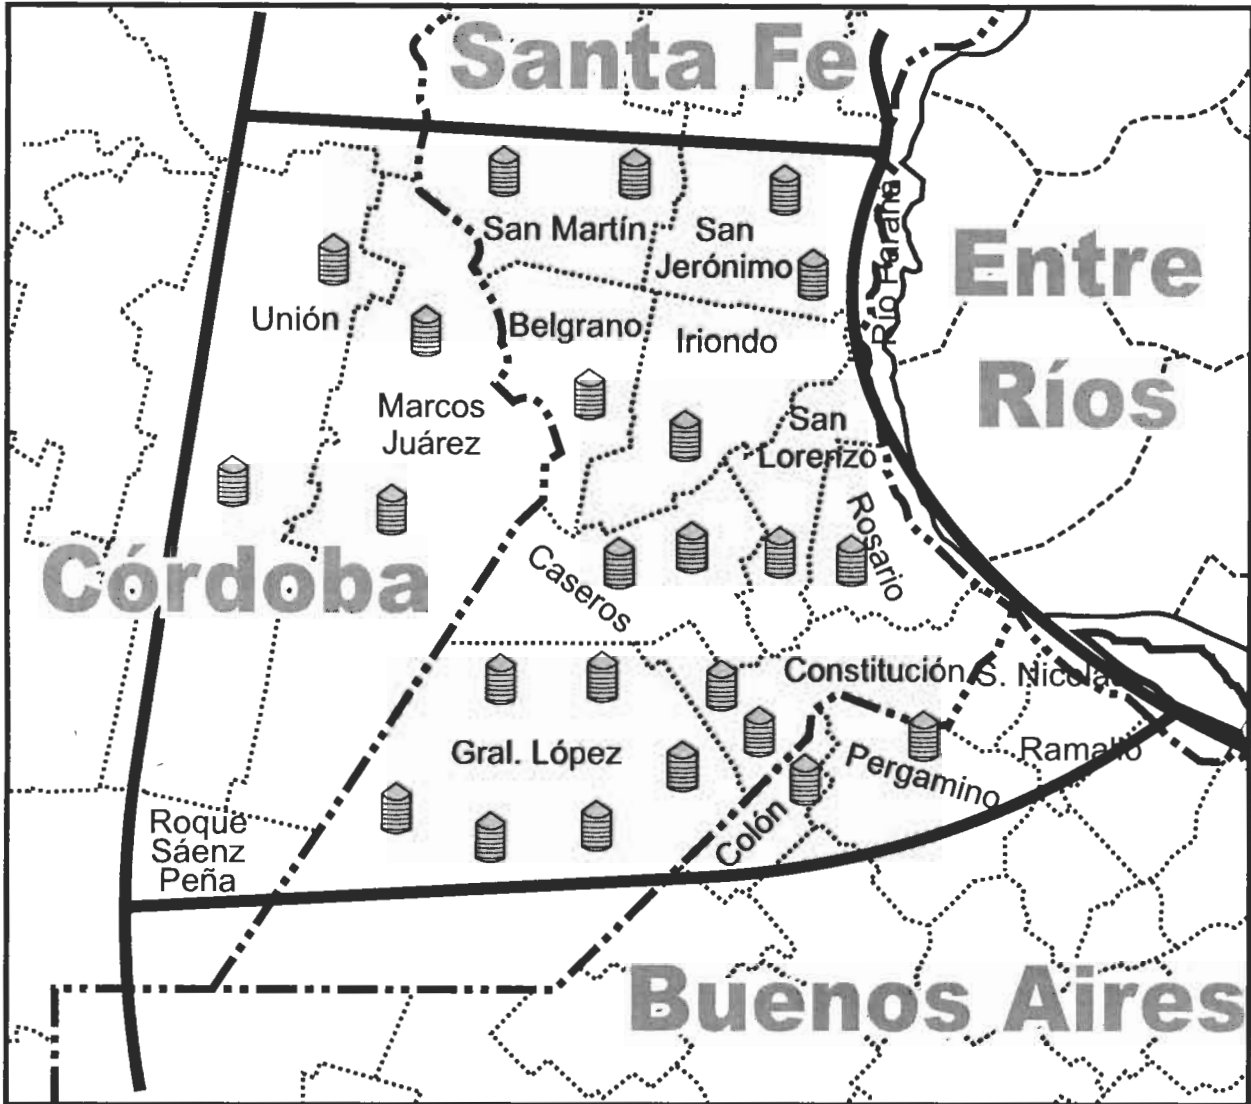 Santa Fe
San Martín
San
Jerónimo
Río Paraná
Entre
Ríos
Unión
Belgrano
Iriondo
Marcos
Juárez
San
Lorenzo
Rosario
Córdoba
Caseros
Constitución
S. Nicolás
Gral. López
Pergamino
Ramallo
Colón
Roque
Sáenz
Peña
Buenos Aires